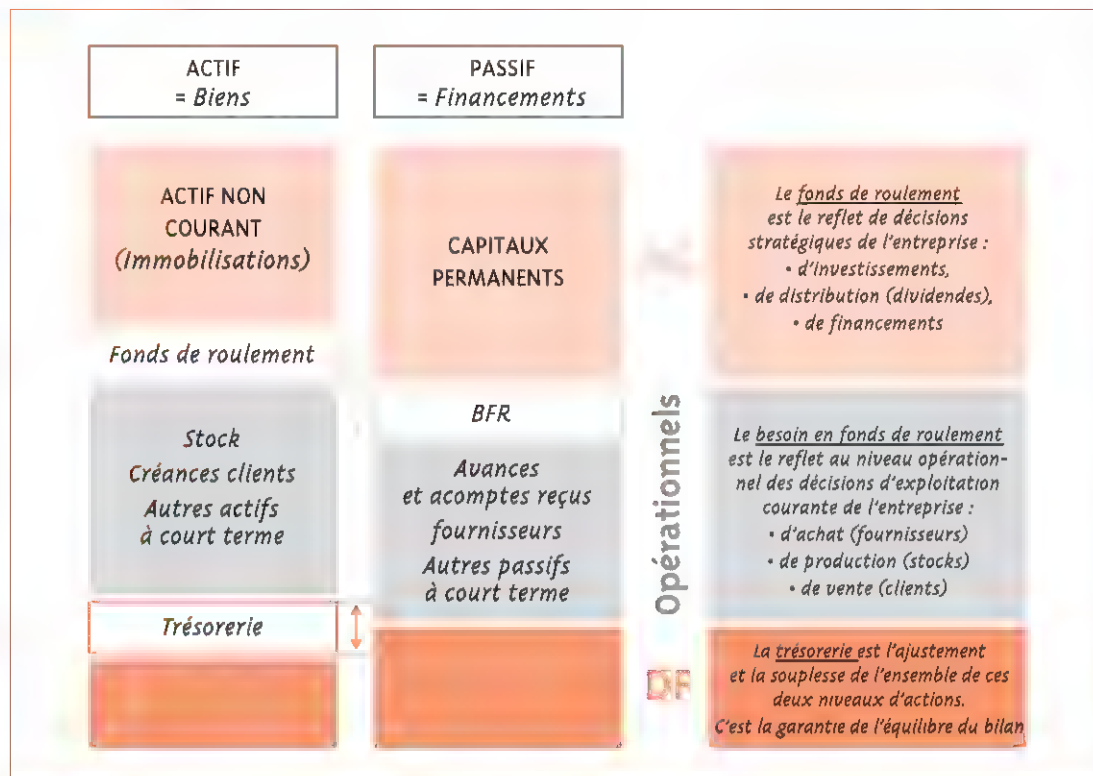 ACTIF
= Biens
PASSIF
= Financements
ACTIF NON
COURANT
(Immobilisations)
Fonds de roulement
Stock
Créances clients
Autres actifs
à court terme
Trésorerie
CAPITAUX
PERMANENTS
BFR
Avances
et acomptes reçus
fournisseurs
Autres passifs
à court terme
Opérationnels
DF
Le fonds de roulement
est le reflet de décisions
stratégiques de l'entreprise :
• d'investissements,
• de distribution (dividendes),
• de financements
Le besoin en fonds de roulement
est le reflet au niveau opération-
nel des décisions d'exploitation
courante de l'entreprise :
• d'achat (fournisseurs)
• de production (stocks)
• de vente (clients)
La trésorerie est l'ajustement
et la souplesse de l'ensemble de ces
deux niveaux d'actions.
C'est la garantie de l'équilibre du bilan